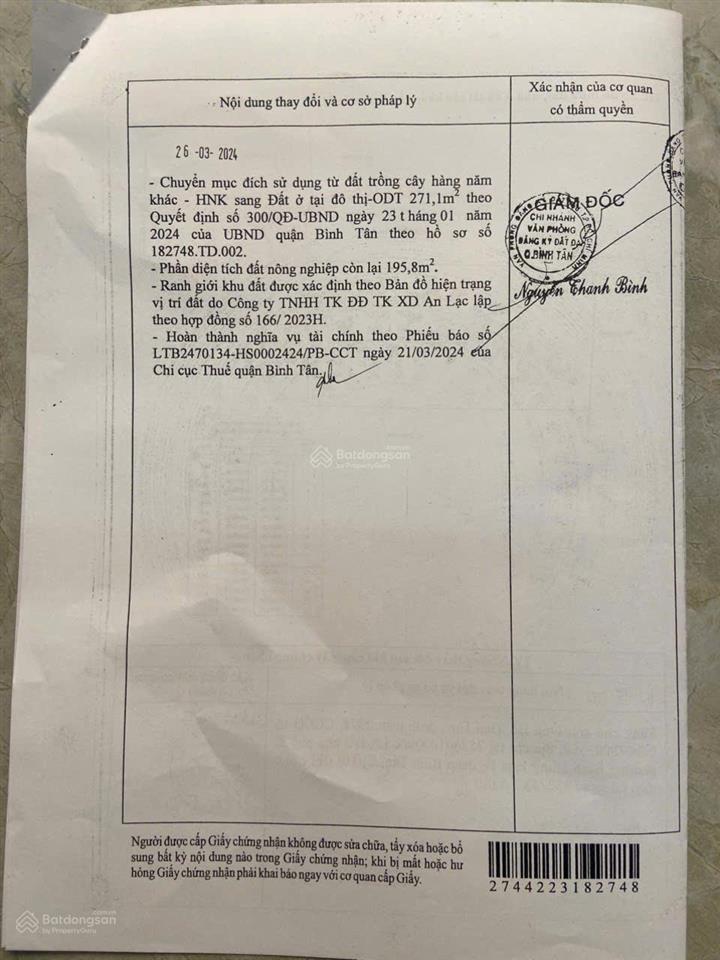 Nội dung thay đổi và cơ sở pháp lý
Xác nhận của cơ quan
có thẩm quyền
26 -03- 2024
- Chuyển mục đích sử dụng từ đất trồng cây hàng năm
khác - HNK sang Đất ở tại đô thị-ODT 271,1m² theo
Quyết định số 300/QĐ-UBND ngày 23 tháng 01 năm
2024 của UBND quận Bình Tân theo hồ sơ số
182748.TD.002.
- Phần diện tích đất nông nghiệp còn lại 195,8m².
- Ranh giới khu đất được xác định theo Bản đồ hiện trạng
vị trí đất do Công ty TNHH TK ĐĐ TK XD An Lạc lập
theo hợp đồng số 166/ 2023H.
- Hoàn thành nghĩa vụ tài chính theo Phiếu báo số
LTB2470134-HS0002424/PB-CCT ngày 21/03/2024 của
Chi cục Thuế quận Bình Tân.
GIÁM ĐỐC
CHI NHÁNH
VĂN PHÒNG
ĐĂNG KÝ ĐẤT ĐAI
Q.BÌNH TÂN
Nguyễn Thanh Bình
Batdongsan
.com.vn
by PropertyGuru
Người được cấp Giấy chứng nhận không được sửa chữa, tẩy xóa hoặc bổ
sung bất kỳ nội dung nào trong Giấy chứng nhận; khi bị mất hoặc hư
hỏng Giấy chứng nhận phải khai báo ngay với cơ quan cấp Giấy.
2744223182748
Batdongsan
.com.vn
by PropertyGuru